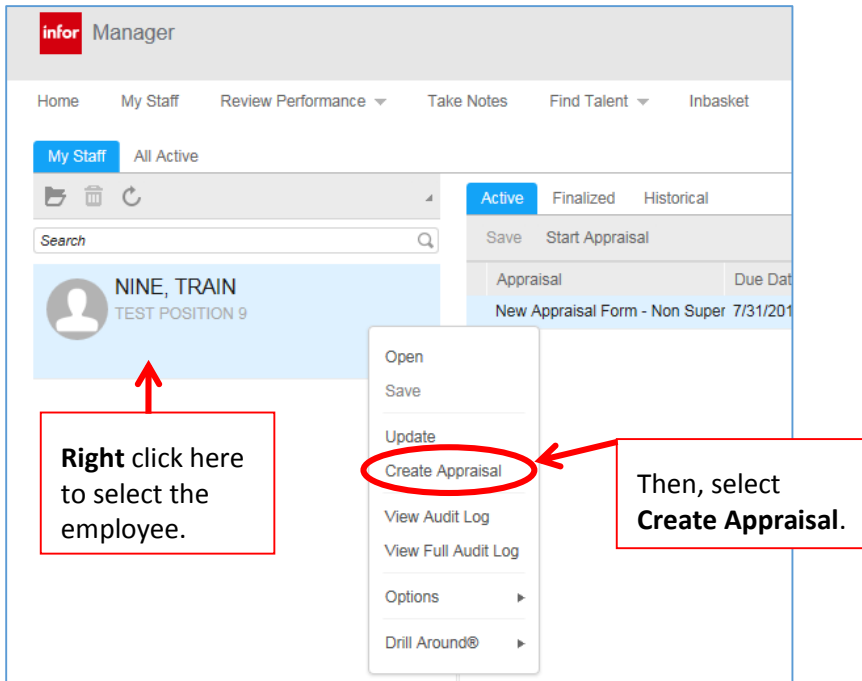 infor Manager
Home My Staff Review Performance Take Notes Find Talent Inbasket
My Staff All Active
Active Finalized Historical
Search
Save Start Appraisal
Appraisal Due Dat
NINE, TRAIN
TEST POSITION 9
New Appraisal Form - Non Super 7/31/201
Open
Save
Update
Create Appraisal
View Audit Log
View Full Audit Log
Options
Drill Around®
Right click here
to select the
employee.
Then, select
Create Appraisal.